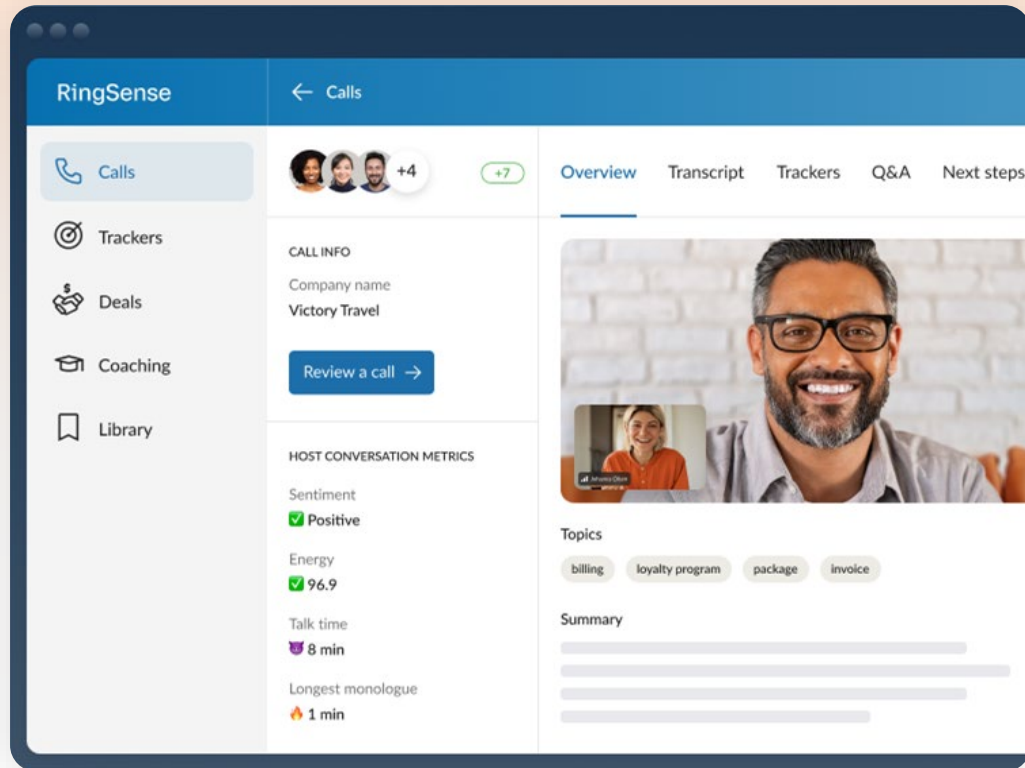 RingSense
Calls
Calls
Trackers
Deals
Coaching
Library
+4
+7
CALL INFO
Company name
Victory Travel
Review a call
HOST CONVERSATION METRICS
Sentiment
Positive
Energy
96.9
Talk time
8 min
Longest monologue
1 min
Overview Transcript Trackers Q&A Next steps
Topics
billing loyalty program package invoice
Summary